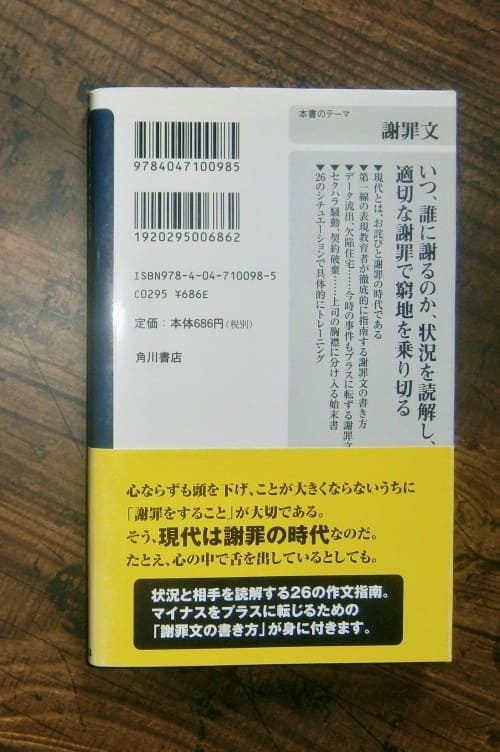 本書のテーマ
謝罪文
いつ、誰に謝るのか、状況を読解し、
適切な謝罪で窮地を乗り切る
▼現代とは、お詫びと謝罪の時代である
▼第一線の表現教育者が徹底的に指南する謝罪文の書き方
▼データ流出、欠陥住宅……今時の事件もプラスに転ずる謝罪文
▼セクハラ騒動、契約破棄……上司の胸襟に分け入る始末書
▼26のシチュエーションで具体的にトレーニング
9784047100985
1920295006862
ISBN978-4-04-710098-5
C0295 ¥686E
定価：本体686円（税別）
角川書店
心ならずも頭を下げ、ことが大きくならないうちに
「謝罪をすること」が大切である。
そう、現代は謝罪の時代なのだ。
たとえ、心の中で舌を出しているとしても。
状況と相手を読解する26の作文指南。
マイナスをプラスに転じるための
「謝罪文の書き方」が身に付きます。